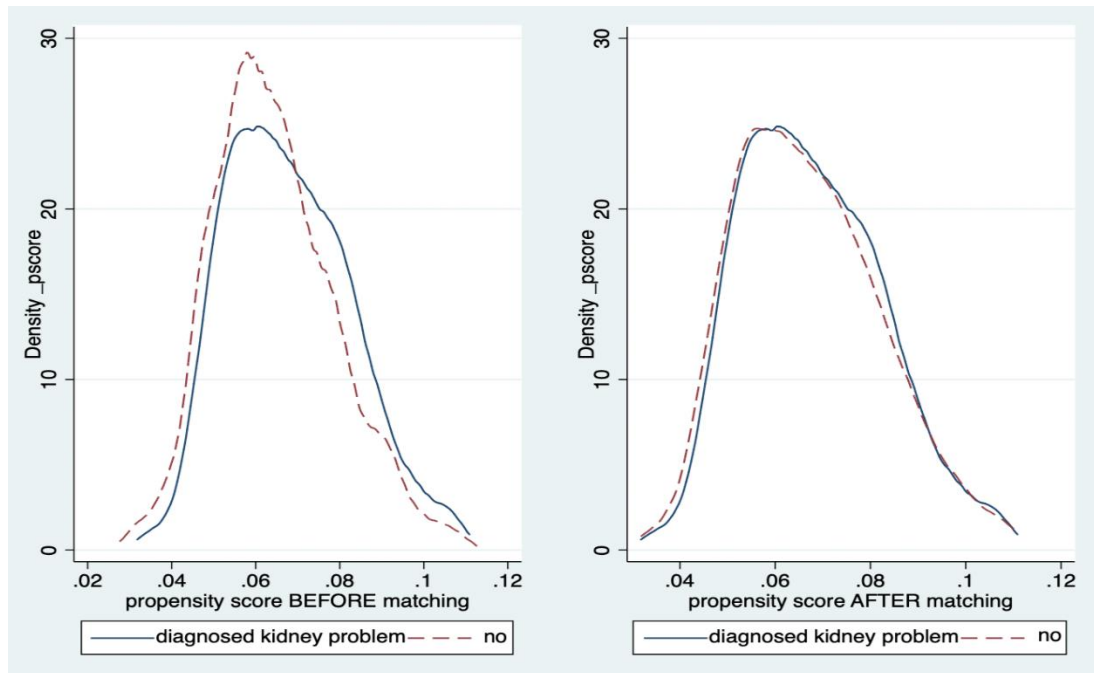 Density _pscore
30
20
10
0
.02 .04 .06 .08 .1 .12
propensity score BEFORE matching
diagnosed kidney problem no
Density _pscore
30
20
10
0
.04 .06 .08 .1 .12
propensity score AFTER matching
diagnosed kidney problem no